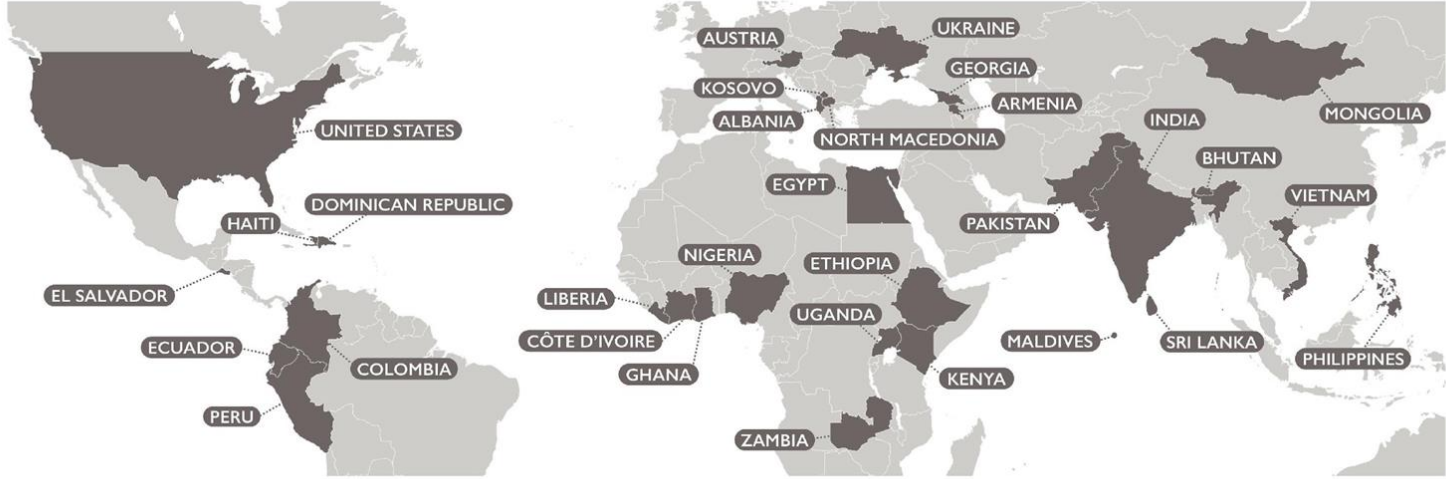 UKRAINE
AUSTRIA
GEORGIA
KOSOVO
ARMENIA
ALBANIA
NORTH MACEDONIA
MONGOLIA
INDIA
UNITED STATES
BHUTAN
EGYPT
VIETNAM
DOMINICAN REPUBLIC
HAITI
PAKISTAN
NIGERIA
ETHIOPIA
EL SALVADOR
LIBERIA
UGANDA
CÔTE D'IVOIRE
MALDIVES
SRI LANKA
ECUADOR
PHILIPPINES
COLOMBIA
GHANA
KENYA
PERU
ZAMBIA